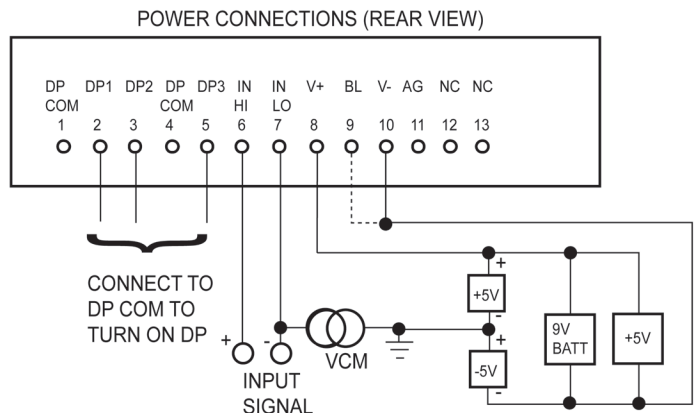 POWER CONNECTIONS (REAR VIEW)
DP COM DP1 DP2 DP COM DP3 IN HI IN LO V+ BL V- AG NC NC
1 2 3 4 5 6 7 8 9 10 11 12 13
CONNECT TO
DP COM TO
TURN ON DP
+ -
INPUT
SIGNAL
VCM
+
+5V
-
+
-5V
-
9V
BATT
+5V